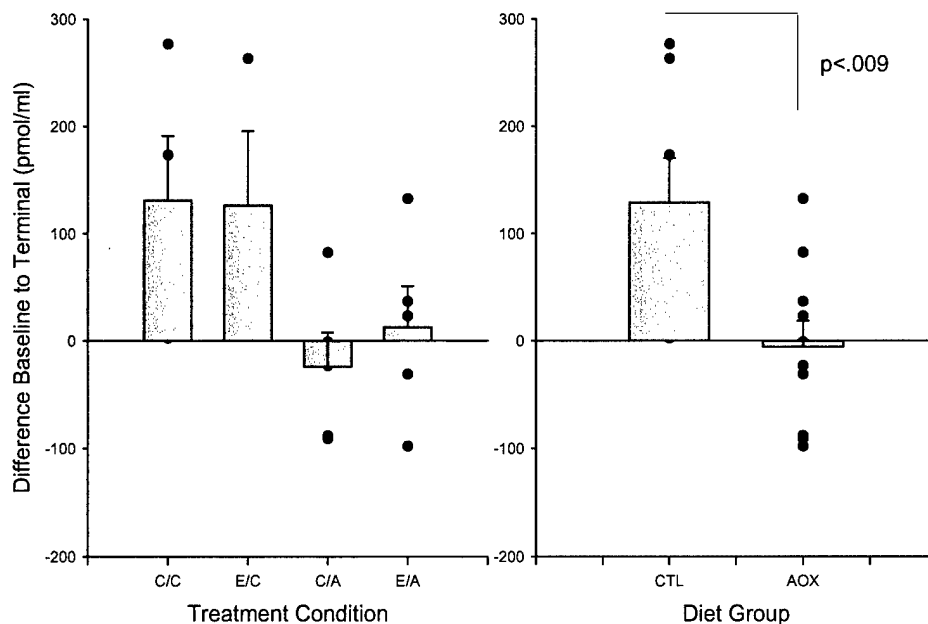 Difference Baseline to Terminal (pmol/ml)
300
200
100
0
-100
-200
C/C
E/C
C/A
E/A
Treatment Condition
300
200
100
0
-100
-200
p<.009
CTL
AOX
Diet Group